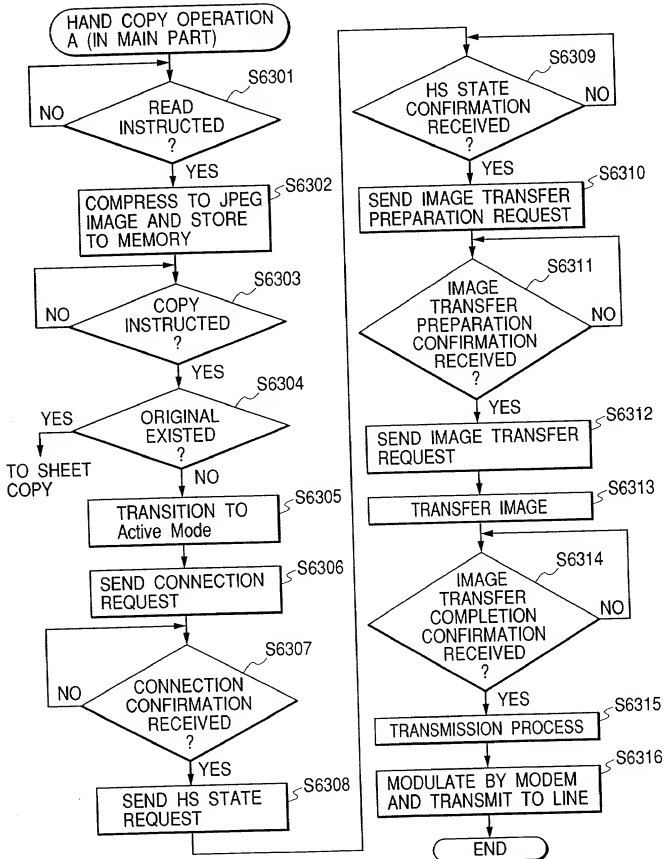 HAND COPY OPERATION
A (IN MAIN PART)
S6301
NO
READ
INSTRUCTED
?
YES
S6302
COMPRESS TO JPEG
IMAGE AND STORE
TO MEMORY
S6303
NO
COPY
INSTRUCTED
?
YES
S6304
YES
ORIGINAL
EXISTED
?
TO SHEET
COPY
NO
S6305
TRANSITION TO
Active Mode
S6306
SEND CONNECTION
REQUEST
S6307
NO
CONNECTION
CONFIRMATION
RECEIVED
?
YES
S6308
SEND HS STATE
REQUEST
S6309
HS STATE
CONFIRMATION
RECEIVED
?
NO
YES
S6310
SEND IMAGE TRANSFER
PREPARATION REQUEST
S6311
IMAGE
TRANSFER
PREPARATION
CONFIRMATION
RECEIVED
?
NO
YES
S6312
SEND IMAGE TRANSFER
REQUEST
S6313
TRANSFER IMAGE
S6314
IMAGE
TRANSFER
COMPLETION
CONFIRMATION
RECEIVED
?
NO
YES
S6315
TRANSMISSION PROCESS
S6316
MODULATE BY MODEM
AND TRANSMIT TO LINE
END